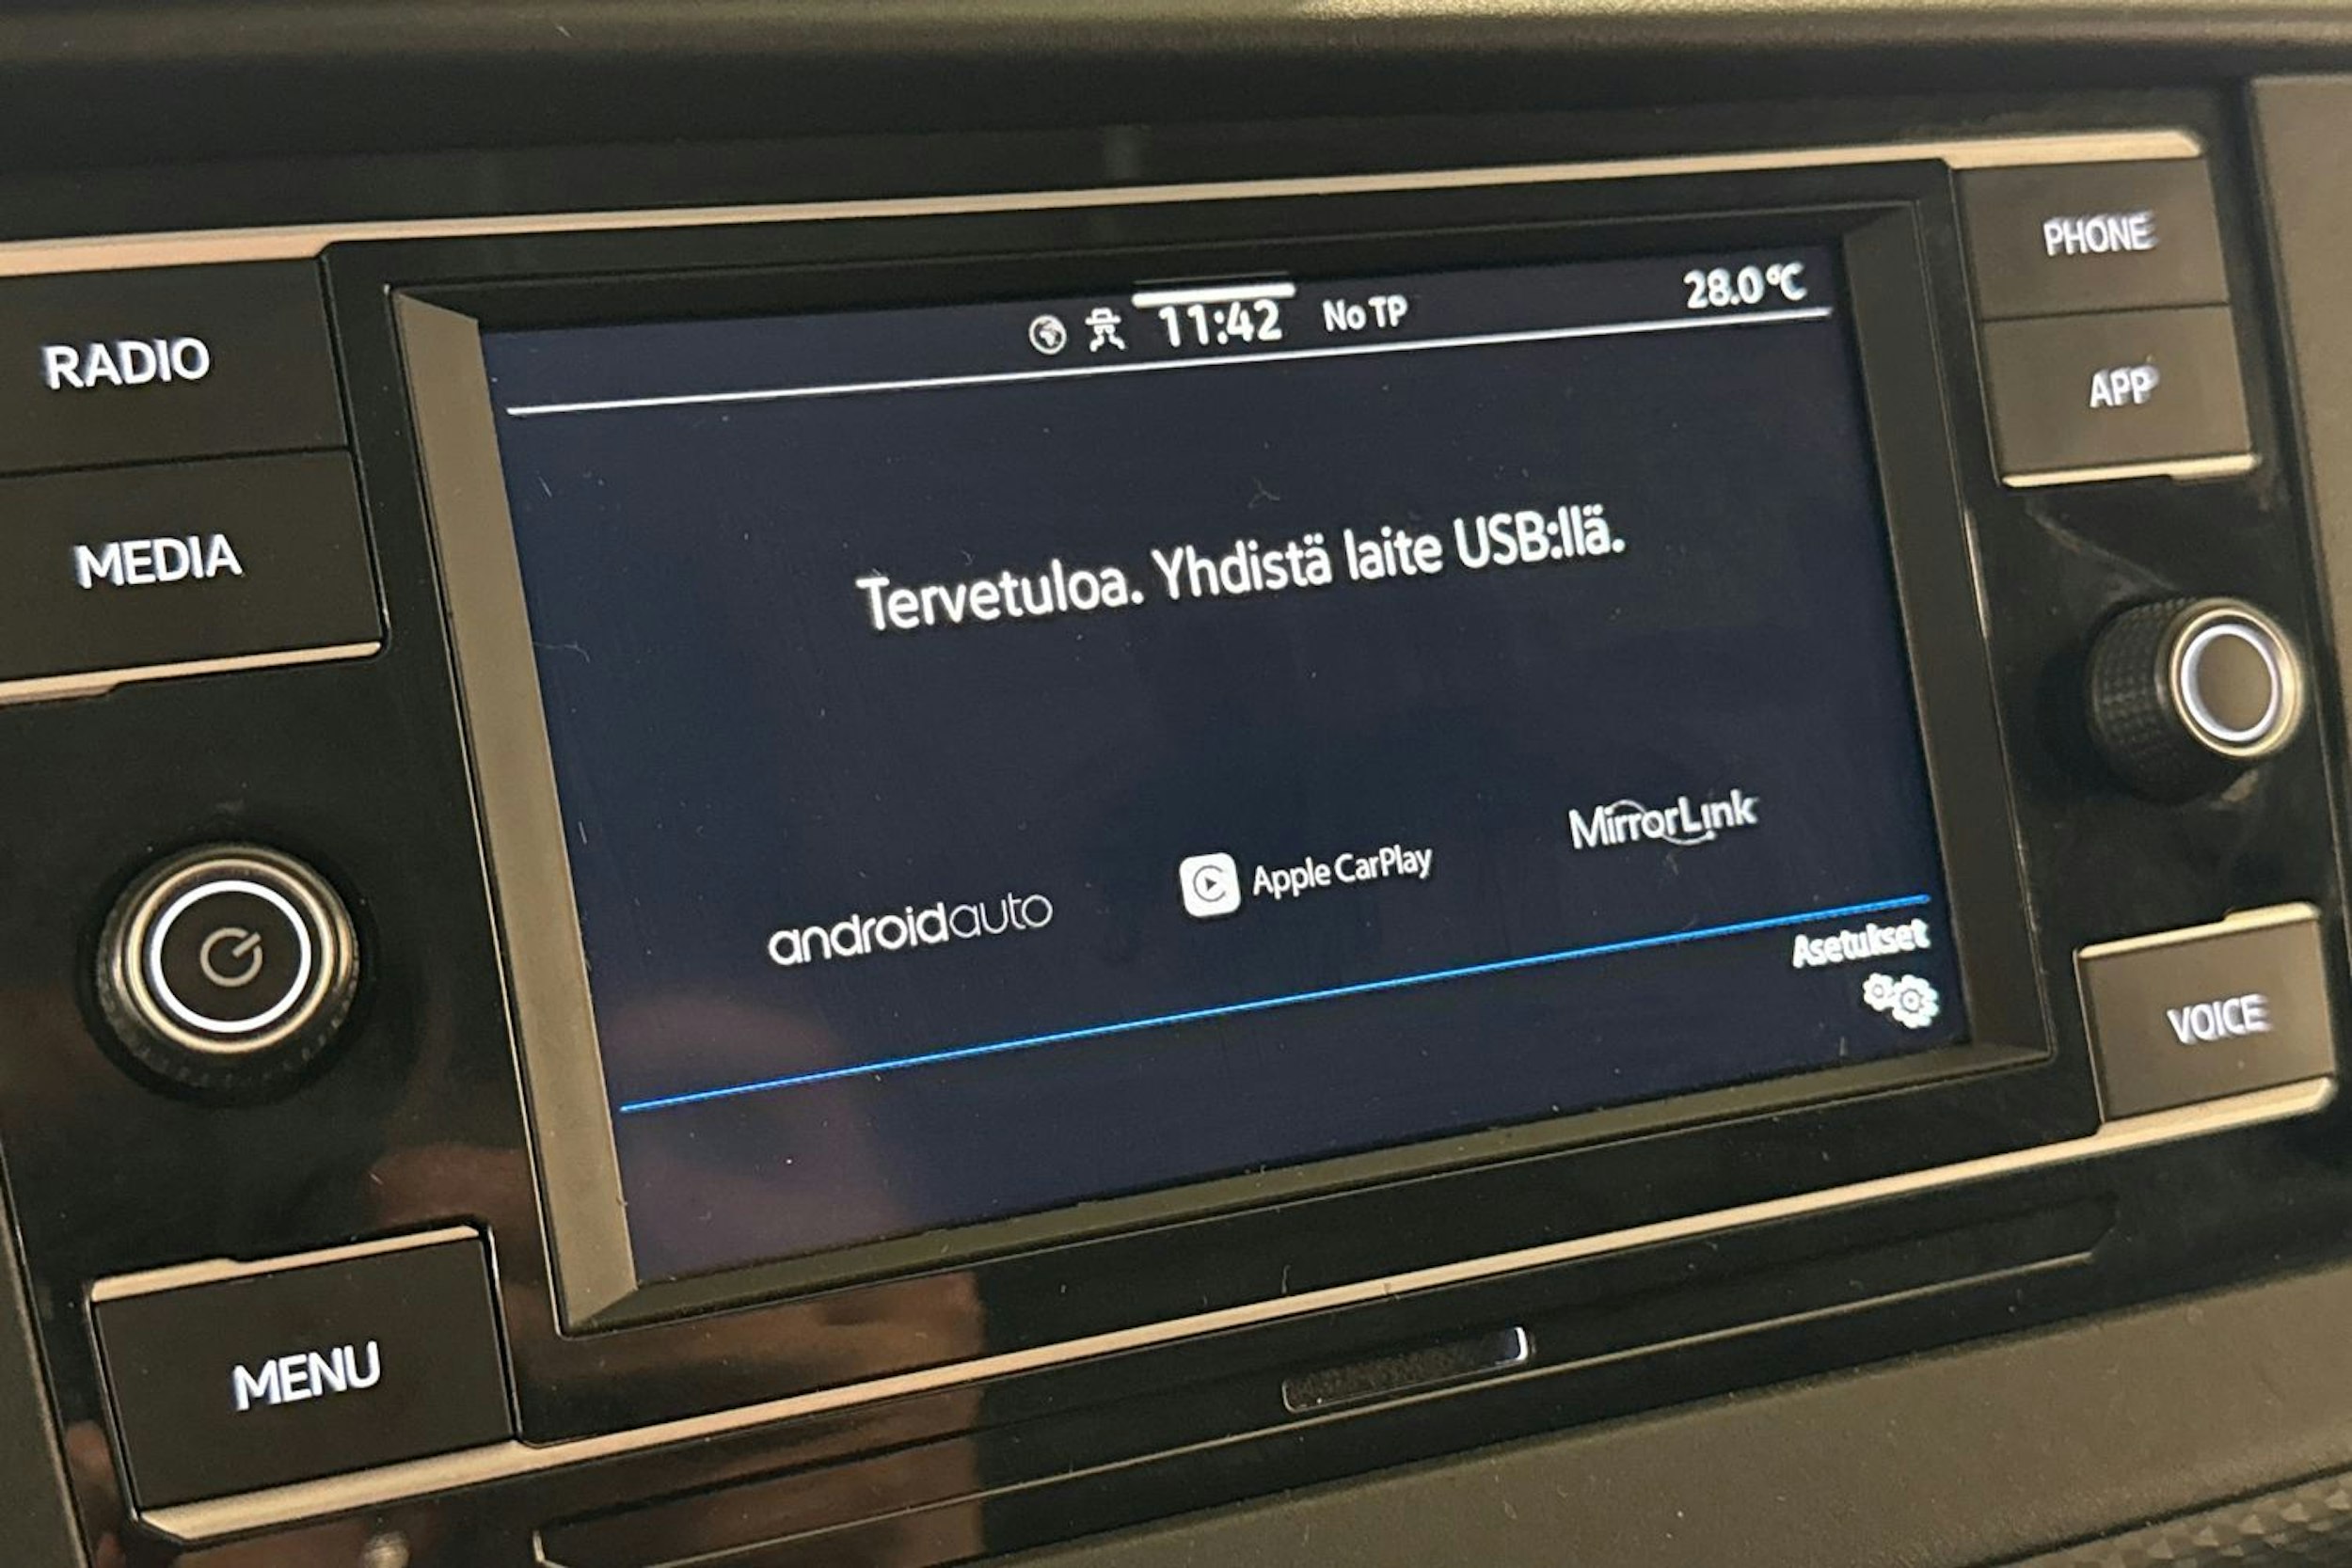 RADIO
MEDIA
MENU
11:42 No TP 28.0°C
Tervetuloa. Yhdistä laite USB:llä.
androidauto Apple CarPlay MirrorLink
Asetukset
PHONE
APP
VOICE